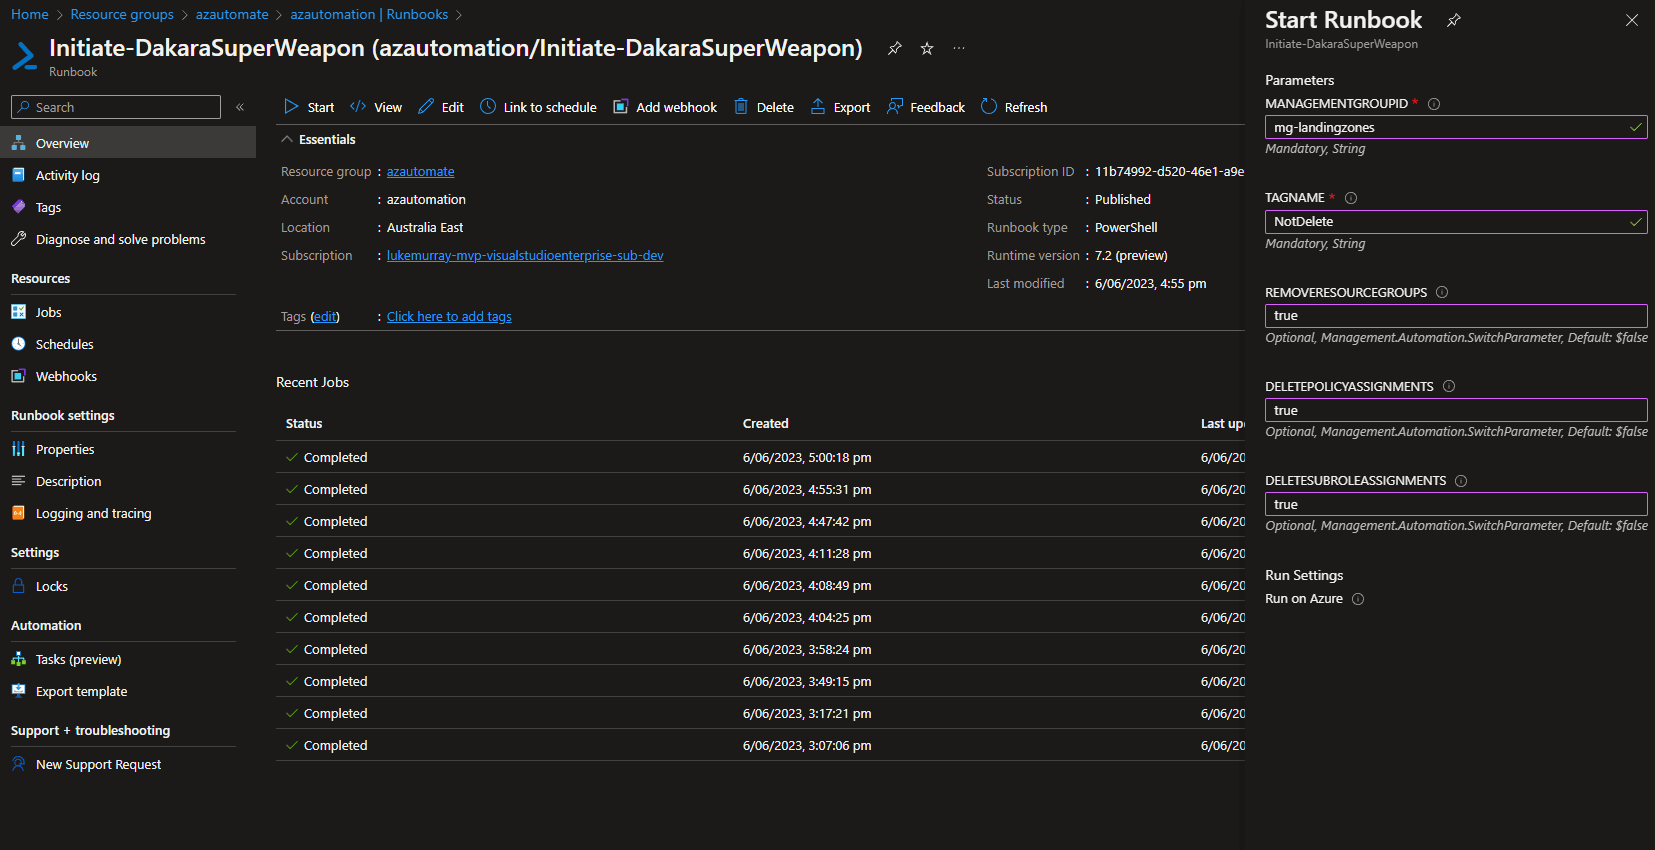 Home > Resource groups > azautomate > azautomation | Runbooks >
Initiate-DakaraSuperWeapon (azautomation/Initiate-DakaraSuperWeapon) ...
Runbook
Search «
Overview
Activity log
Tags
Diagnose and solve problems
Resources
Jobs
Schedules
Webhooks
Runbook settings
Properties
Description
Logging and tracing
Settings
Locks
Automation
Tasks (preview)
Export template
Support + troubleshooting
New Support Request
Start View Edit Link to schedule Add webhook Delete Export Feedback Refresh
Essentials
Resource group : azautomate
Account : azautomation
Location : Australia East
Subscription : lukemurray-mvp-visualstudioenterprise-sub-dev
Subscription ID : 11b74992-d520-46e1-a9e
Status : Published
Runbook type : PowerShell
Runtime version : 7.2 (preview)
Last modified : 6/06/2023, 4:55 pm
Tags (edit) : Click here to add tags
Recent Jobs
Status Created Last upd
Completed 6/06/2023, 5:00:18 pm 6/06/20
Completed 6/06/2023, 4:55:31 pm 6/06/20
Completed 6/06/2023, 4:47:42 pm 6/06/20
Completed 6/06/2023, 4:11:28 pm 6/06/20
Completed 6/06/2023, 4:08:49 pm 6/06/20
Completed 6/06/2023, 4:04:25 pm 6/06/20
Completed 6/06/2023, 3:58:24 pm 6/06/20
Completed 6/06/2023, 3:49:15 pm 6/06/20
Completed 6/06/2023, 3:17:21 pm 6/06/20
Completed 6/06/2023, 3:07:06 pm 6/06/20
Start Runbook
Initiate-DakaraSuperWeapon
Parameters
MANAGEMENTGROUPID *
mg-landingzones
Mandatory, String
TAGNAME *
NotDelete
Mandatory, String
REMOVERESOURCEGROUPS
true
Optional, Management.Automation.SwitchParameter, Default: $false
DELETEPOLICYASSIGNMENTS
true
Optional, Management.Automation.SwitchParameter, Default: $false
DELETESUBROLEASSIGNMENTS
true
Optional, Management.Automation.SwitchParameter, Default: $false
Run Settings
Run on Azure